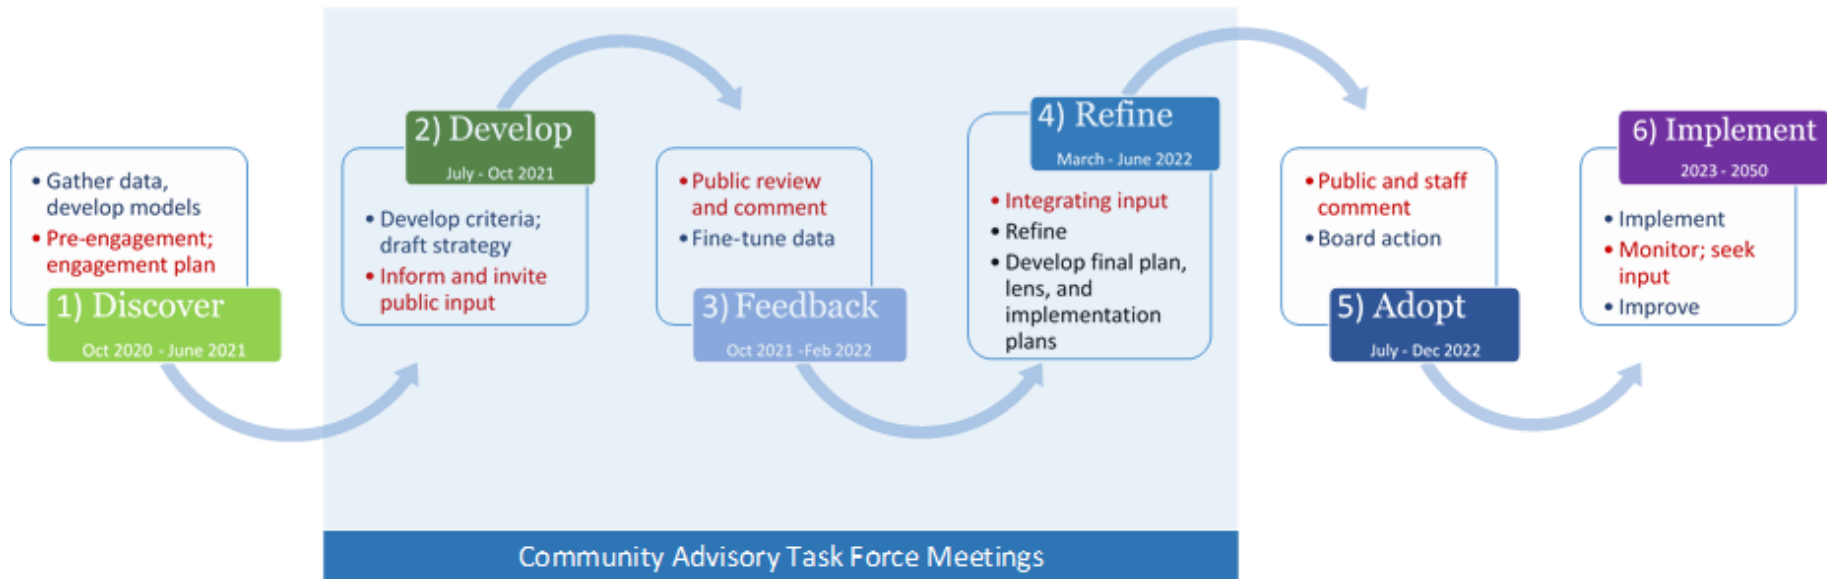 • Gather data,
develop models
• Pre-engagement;
engagement plan
1) Discover
Oct 2020 - June 2021
2) Develop
July - Oct 2021
• Develop criteria;
draft strategy
• Inform and invite
public input
• Public review
and comment
• Fine-tune data
3) Feedback
Oct 2021 -Feb 2022
4) Refine
March - June 2022
• Integrating input
• Refine
• Develop final plan,
lens, and
implementation
plans
• Public and staff
comment
• Board action
5) Adopt
July - Dec 2022
6) Implement
2023 - 2050
• Implement
• Monitor; seek
input
• Improve
Community Advisory Task Force Meetings